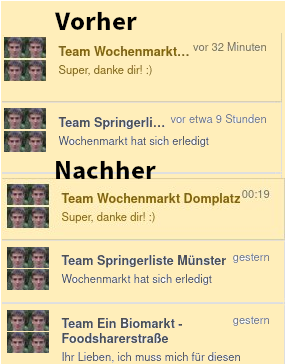 Vorher
Team Wochenmarkt... vor 32 Minuten
Super, danke dir! :)
Team Springerli... vor etwa 9 Stunden
Wochenmarkt hat sich erledigt
Nachher
Team Wochenmarkt Domplatz 00:19
Super, danke dir! :)
Team Springerliste Münster gestern
Wochenmarkt hat sich erledigt
Team Ein Biomarkt - gestern
Foodsharerstraße
Ihr Lieben, ich muss mich für diesen